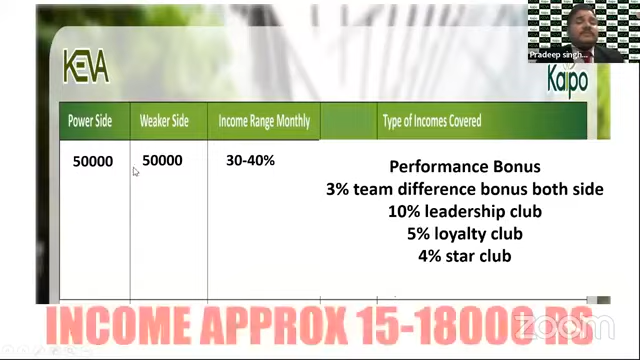 KEVA
Pradeep singh...
Kaipo
Power Side
Weaker Side
Income Range Monthly
Type of Incomes Covered
50000
50000
30-40%
Performance Bonus
3% team difference bonus both side
10% leadership club
5% loyalty club
4% star club
INCOME APPROX 15-18000 RS
zoom